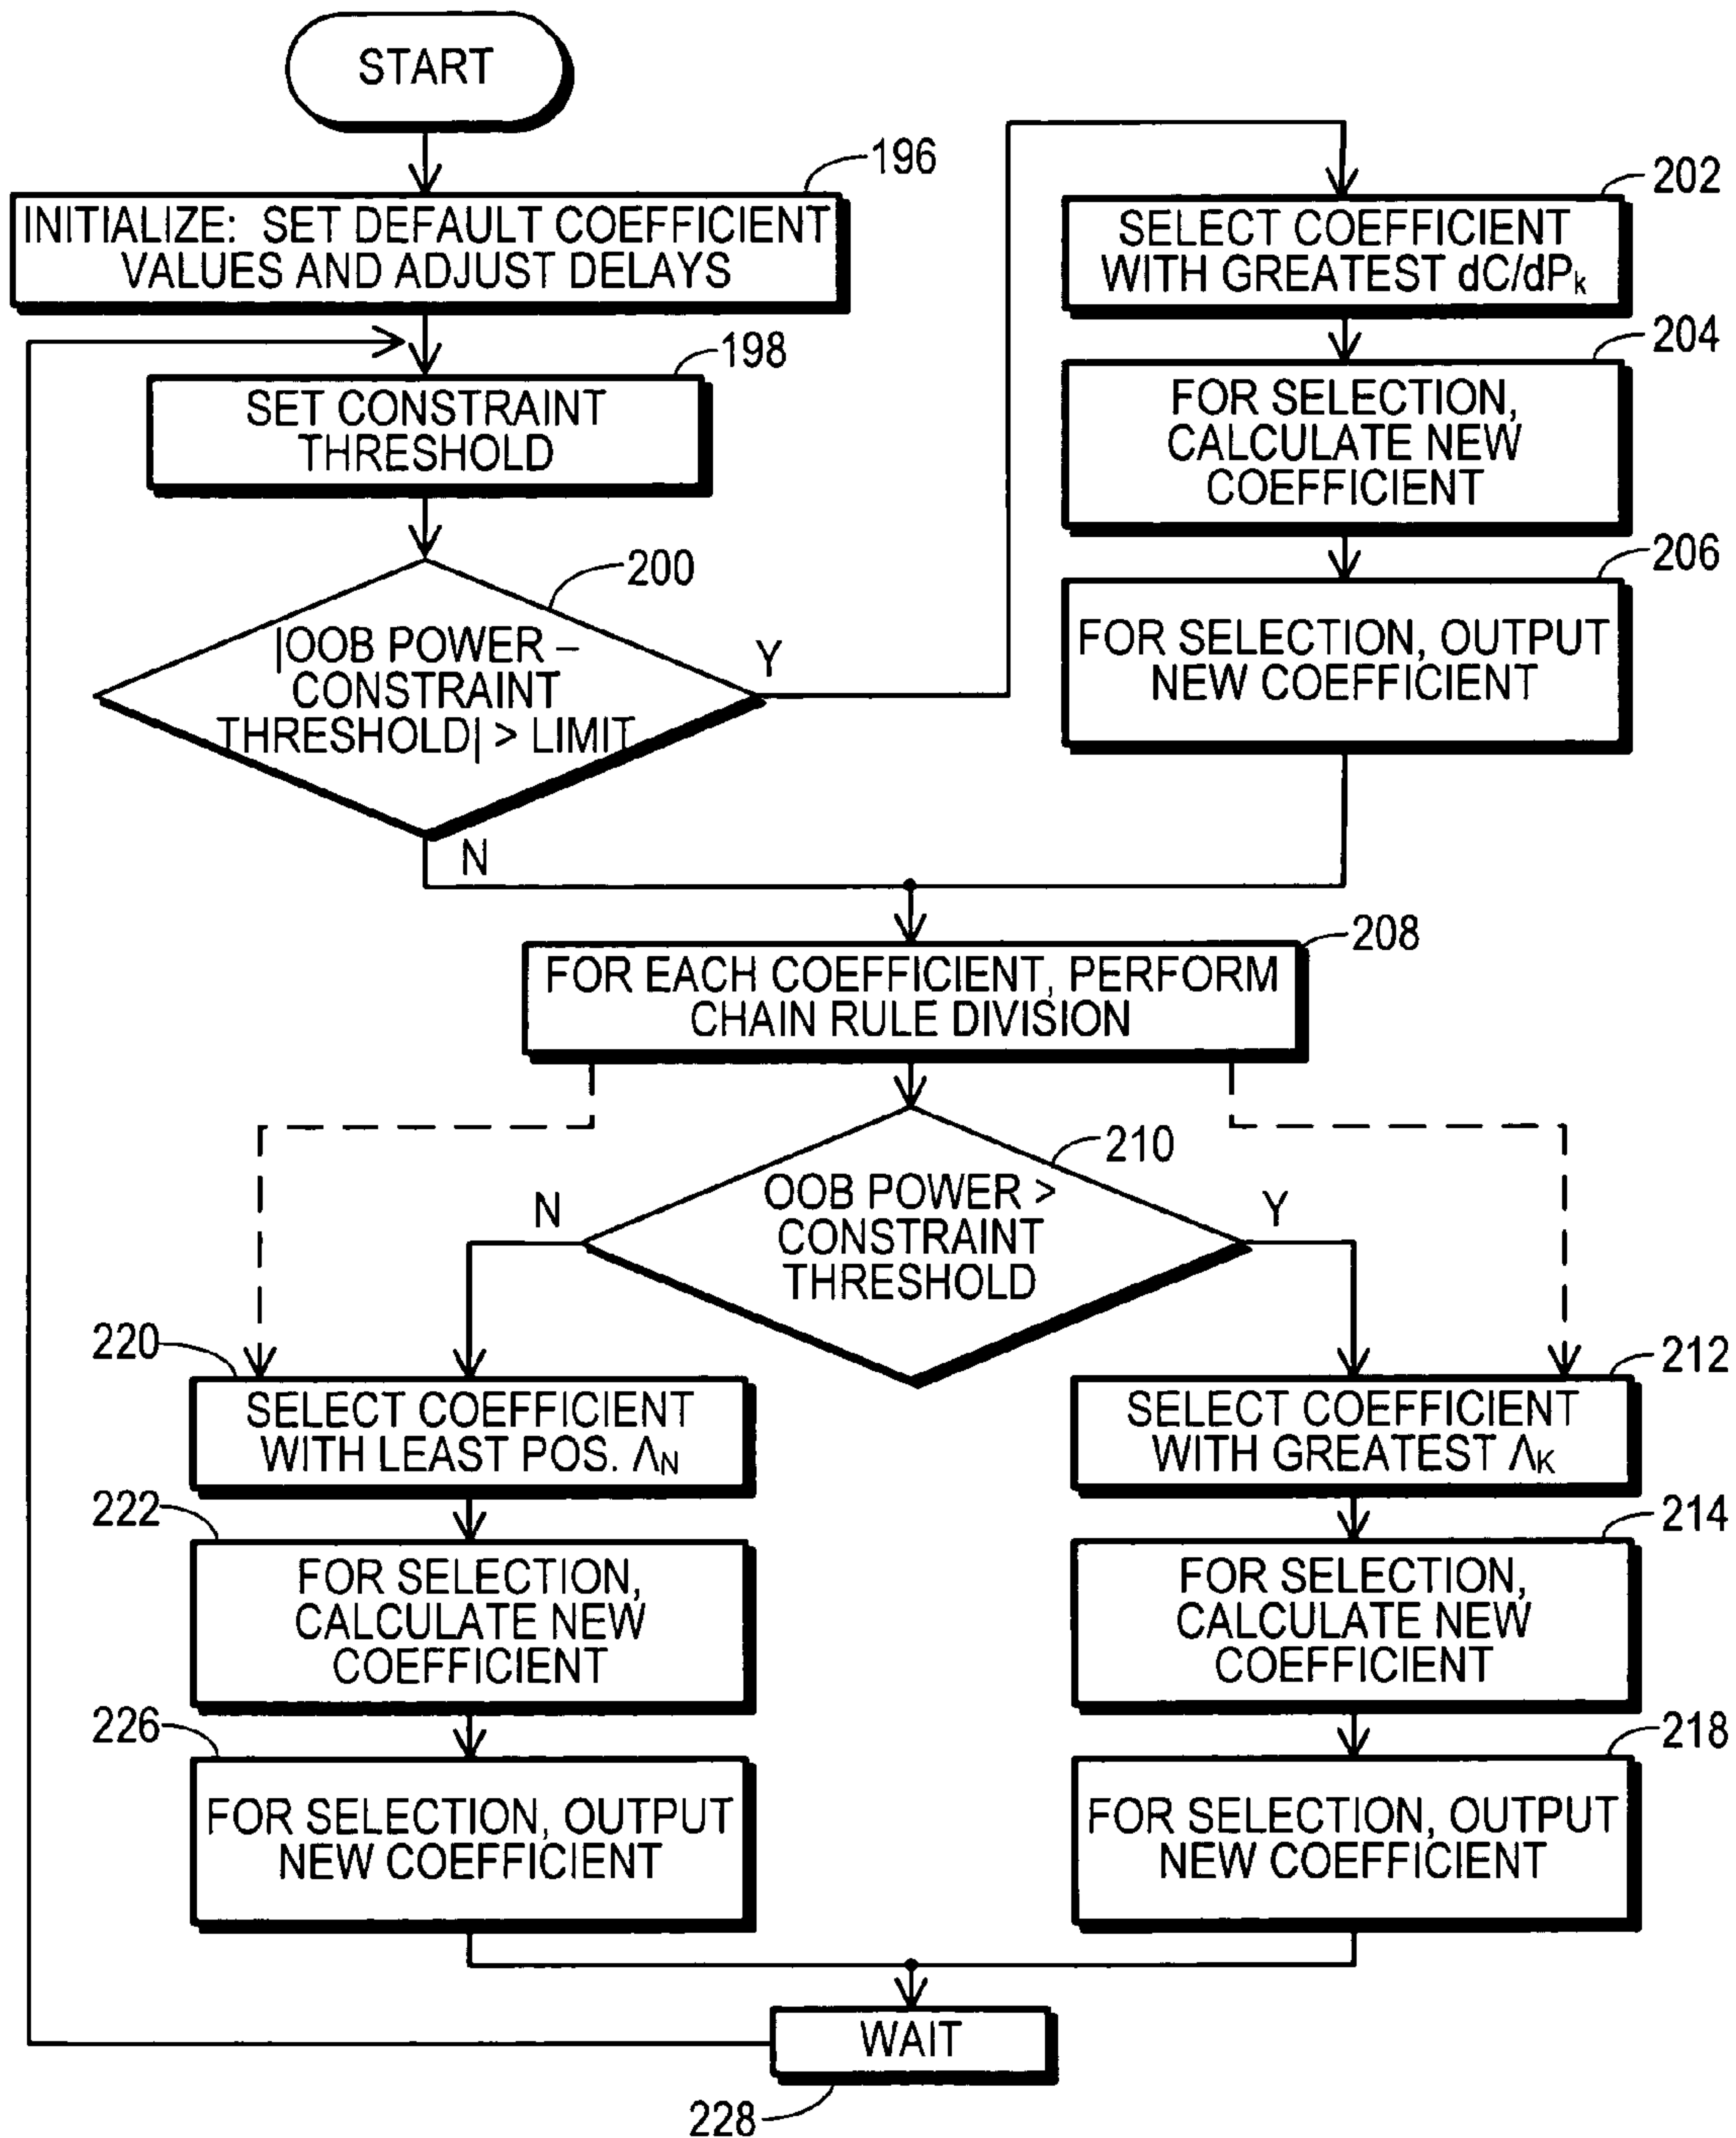 START
196
INITIALIZE: SET DEFAULT COEFFICIENT
VALUES AND ADJUST DELAYS
198
SET CONSTRAINT
THRESHOLD
200
|OOB POWER –
CONSTRAINT
THRESHOLD| > LIMIT
Y
N
202
SELECT COEFFICIENT
WITH GREATEST dC/dPk
204
FOR SELECTION,
CALCULATE NEW
COEFFICIENT
206
FOR SELECTION, OUTPUT
NEW COEFFICIENT
208
FOR EACH COEFFICIENT, PERFORM
CHAIN RULE DIVISION
210
OOB POWER >
CONSTRAINT
THRESHOLD
N
Y
220
SELECT COEFFICIENT
WITH LEAST POS. ΛN
222
FOR SELECTION,
CALCULATE NEW
COEFFICIENT
226
FOR SELECTION, OUTPUT
NEW COEFFICIENT
212
SELECT COEFFICIENT
WITH GREATEST ΛK
214
FOR SELECTION,
CALCULATE NEW
COEFFICIENT
218
FOR SELECTION, OUTPUT
NEW COEFFICIENT
WAIT
228